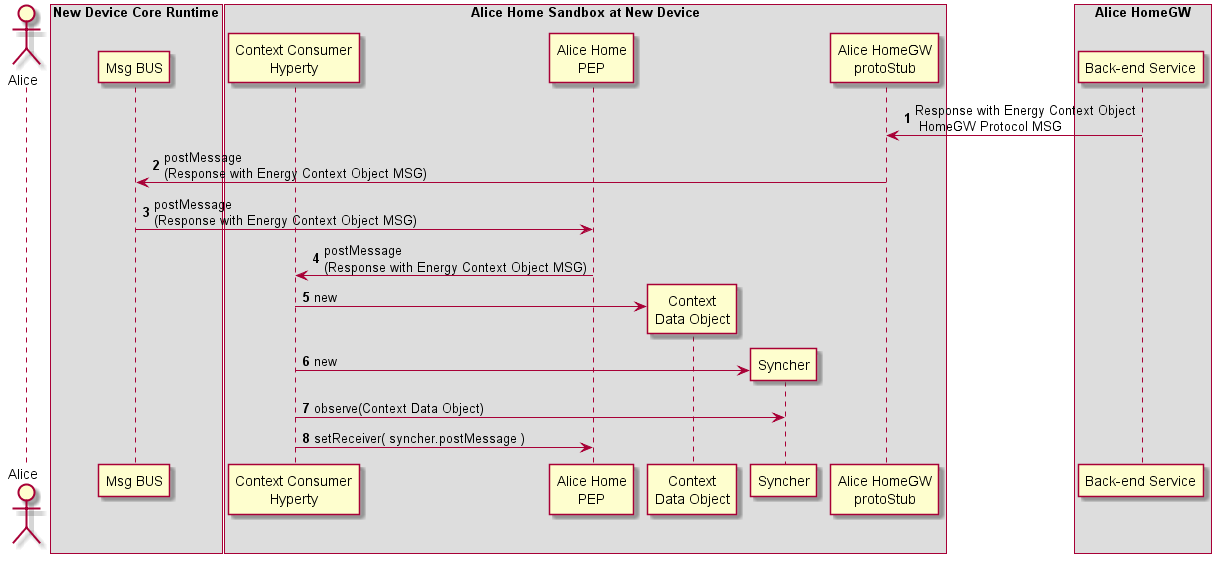 New Device Core Runtime
Alice Home Sandbox at New Device
Alice HomeGW
Alice
Msg BUS
Context Consumer
Hyperty
Alice Home
PEP
Alice HomeGW
protoStub
Back-end Service
1 Response with Energy Context Object
HomeGW Protocol MSG
2 postMessage
(Response with Energy Context Object MSG)
3 postMessage
(Response with Energy Context Object MSG)
4 postMessage
(Response with Energy Context Object MSG)
5 new
Context
Data Object
6 new
Syncher
7 observe(Context Data Object)
8 setReceiver( syncher.postMessage )
Alice
Msg BUS
Context Consumer
Hyperty
Alice Home
PEP
Context
Data Object
Syncher
Alice HomeGW
protoStub
Back-end Service